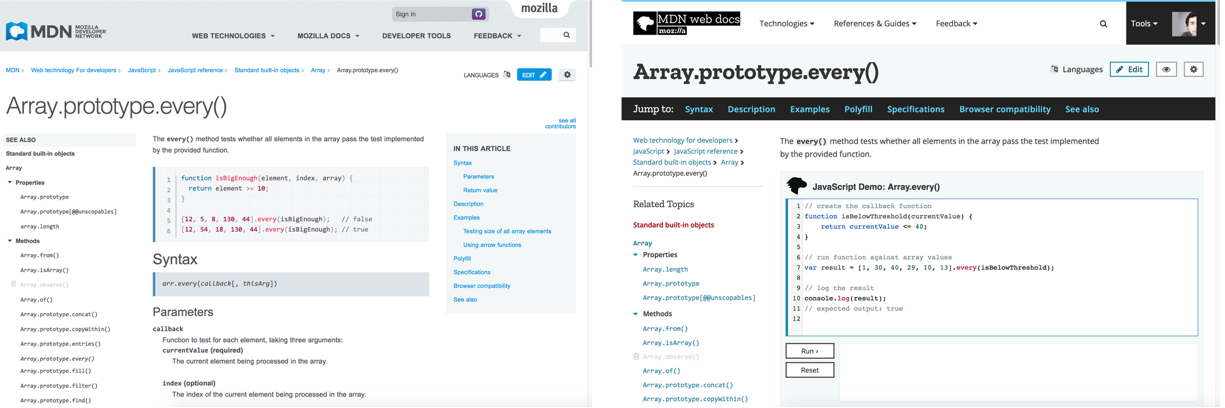 Sign in
mozilla
MDN MOZILLA DEVELOPER NETWORK
WEB TECHNOLOGIES
MOZILLA DOCS
DEVELOPER TOOLS
FEEDBACK
MDN
Web technology For developers
JavaScript
JavaScript reference
Standard built-in objects
Array
Array.prototype.every()
LANGUAGES
EDIT
Array.prototype.every()
see all
contributors
SEE ALSO
Standard built-in objects
Array
Properties
Array.prototype
Array.prototype[@@unscopables]
array.length
Methods
Array.from()
Array.isArray()
Array.observe()
Array.of()
Array.prototype.concat()
Array.prototype.copyWithin()
Array.prototype.entries()
Array.prototype.every()
Array.prototype.fill()
Array.prototype.filter()
Array.prototype.find()
The every() method tests whether all elements in the array pass the test implemented
by the provided function.
1 function isBigEnough(element, index, array) {
2 return element >= 10;
3 }
4
5 [12, 5, 8, 130, 44].every(isBigEnough); // false
6 [12, 54, 18, 130, 44].every(isBigEnough); // true
Syntax
arr.every(callback[, thisArg])
Parameters
callback
Function to test for each element, taking three arguments:
currentValue (required)
The current element being processed in the array.
index (optional)
The index of the current element being processed in the array.
IN THIS ARTICLE
Syntax
Parameters
Return value
Description
Examples
Testing size of all array elements
Using arrow functions
Polyfill
Specifications
Browser compatibility
See also
MDN web docs
moz://a
Technologies
References & Guides
Feedback
Tools
Array.prototype.every()
Languages
Edit
Jump to:
Syntax
Description
Examples
Polyfill
Specifications
Browser compatibility
See also
Web technology for developers
JavaScript
JavaScript reference
Standard built-in objects
Array
Array.prototype.every()
Related Topics
Standard built-in objects
Array
Properties
Array.length
Array.prototype
Array.prototype[@@unscopables]
Methods
Array.from()
Array.isArray()
Array.observe()
Array.of()
Array.prototype.concat()
Array.prototype.copyWithin()
The every() method tests whether all elements in the array pass the test implemented
by the provided function.
JavaScript Demo: Array.every()
1 // create the callback function
2 function isBelowThreshold(currentValue) {
3 return currentValue <= 40;
4 }
5
6 // run function against array values
7 var result = [1, 30, 40, 29, 10, 13].every(isBelowThreshold);
8
9 // log the result
10 console.log(result);
11 // expected output: true
12
Run ›
Reset